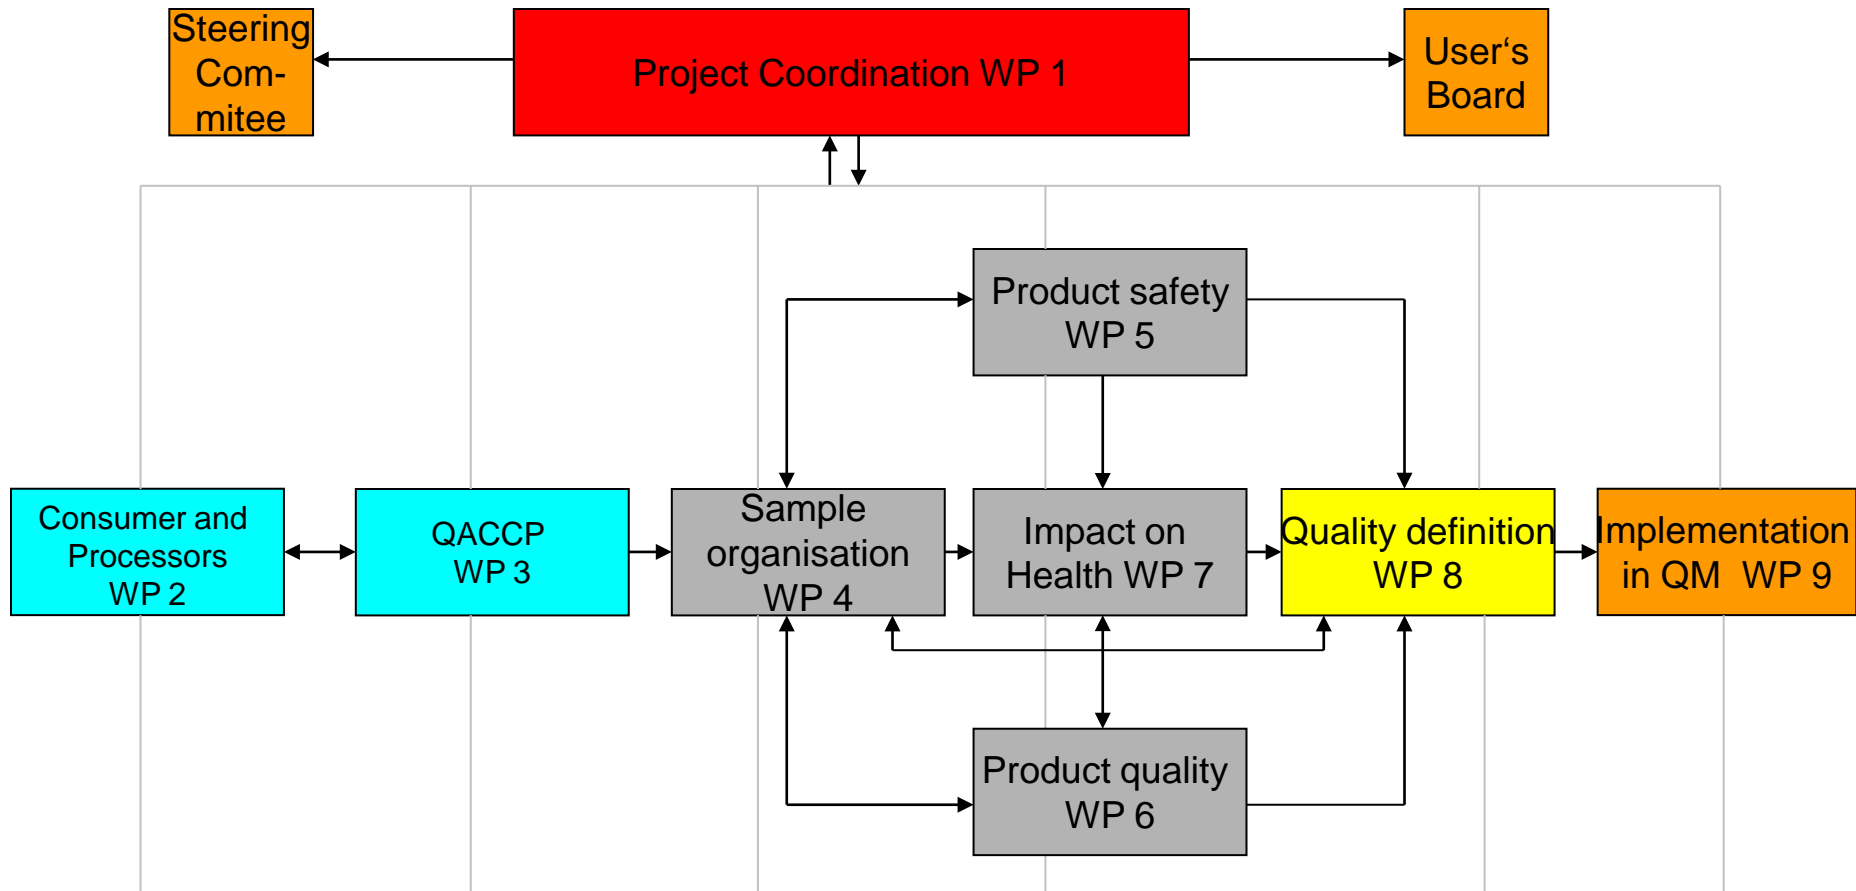 Steering
Com-
mitee
Project Coordination WP 1
User‘s
Board
Product safety
WP 5
Consumer and
Processors
WP 2
QACCP
WP 3
Sample
organisation
WP 4
Impact on
Health WP 7
Quality definition
WP 8
Implementation
in QM WP 9
Product quality
WP 6